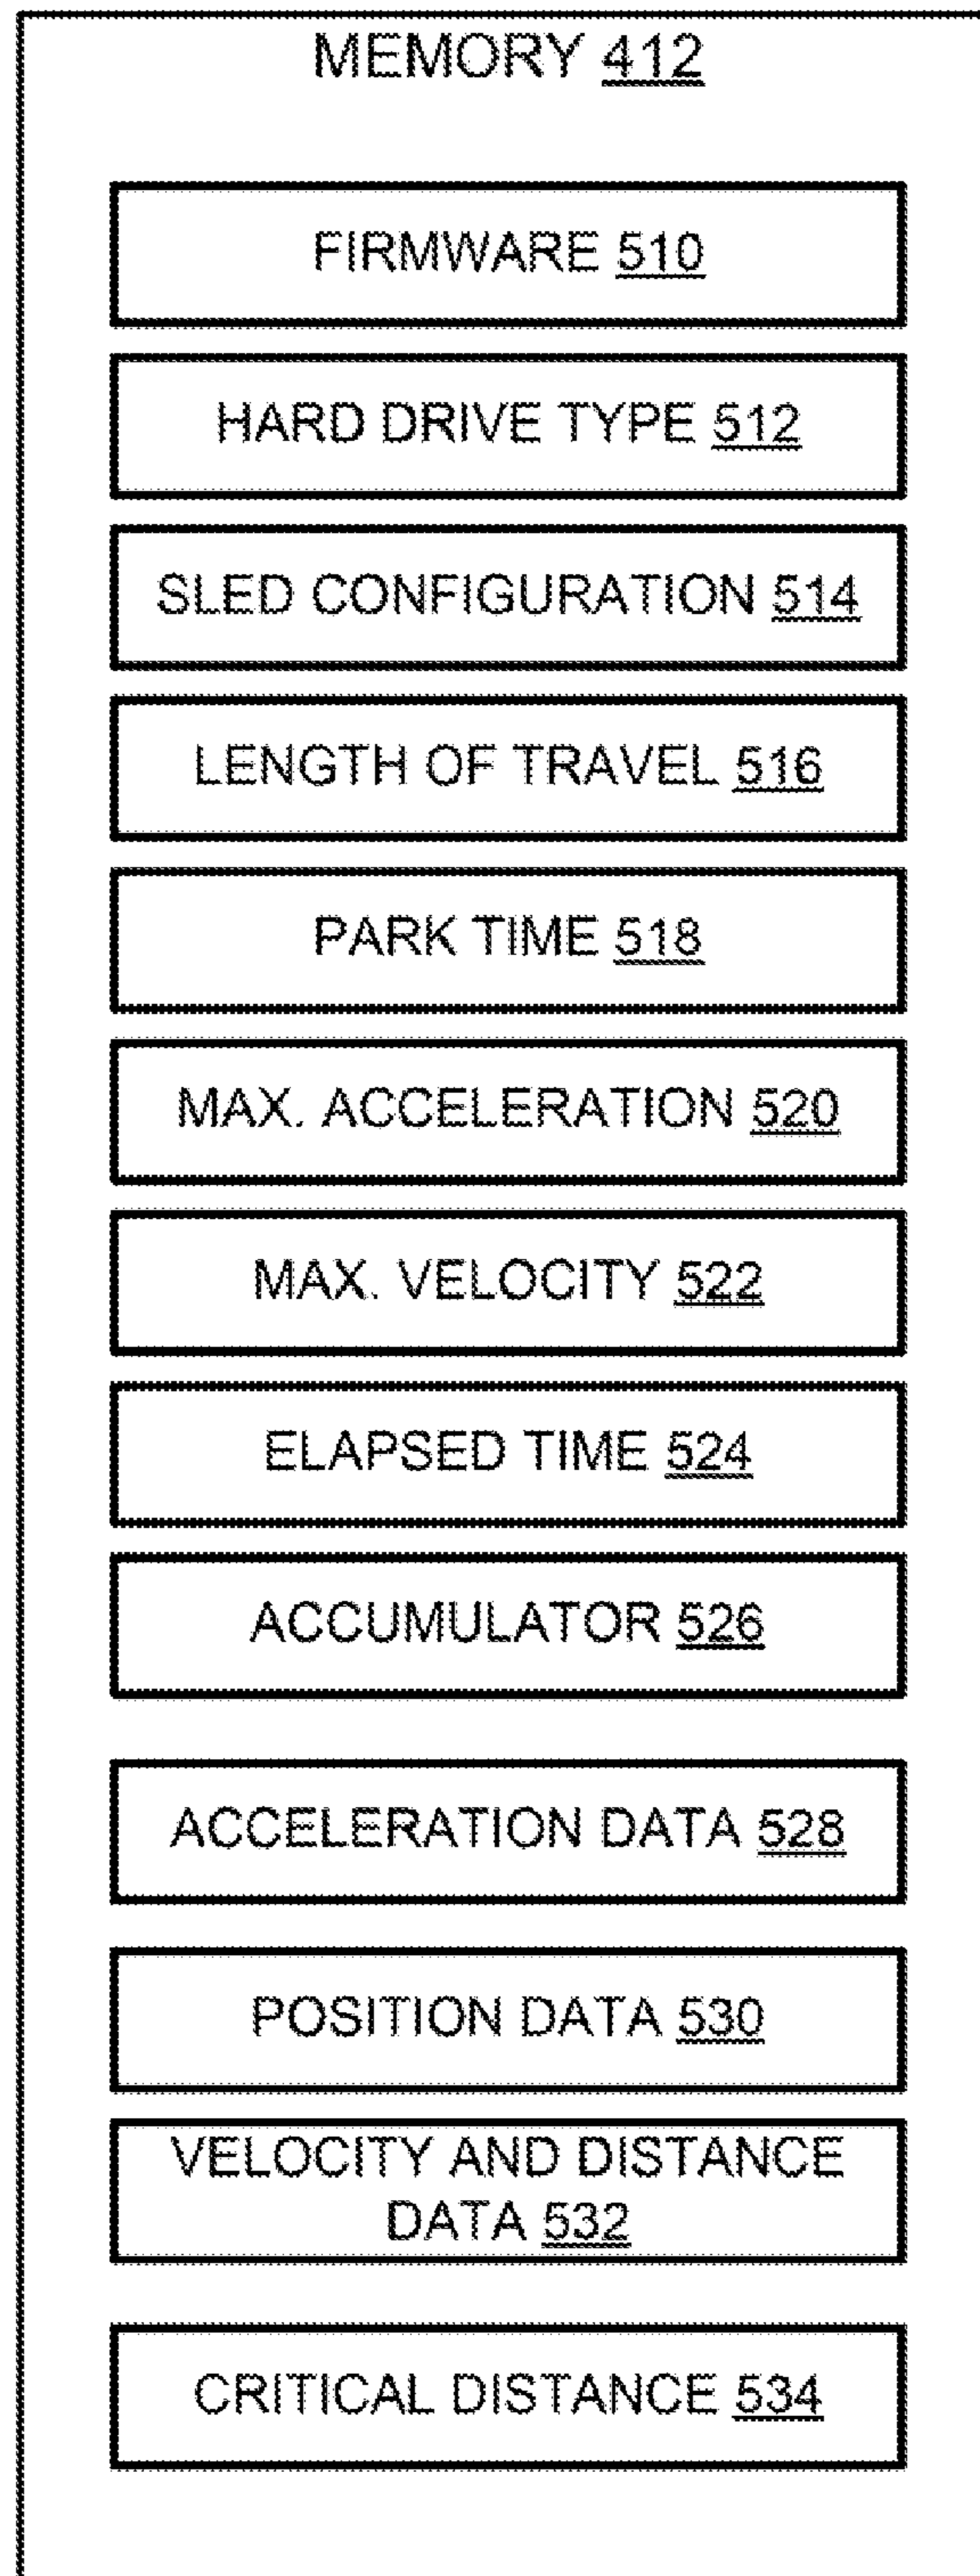 MEMORY 412
FIRMWARE 510
HARD DRIVE TYPE 512
SLED CONFIGURATION 514
LENGTH OF TRAVEL 516
PARK TIME 518
MAX. ACCELERATION 520
MAX. VELOCITY 522
ELAPSED TIME 524
ACCUMULATOR 526
ACCELERATION DATA 528
POSITION DATA 530
VELOCITY AND DISTANCE
DATA 532
CRITICAL DISTANCE 534